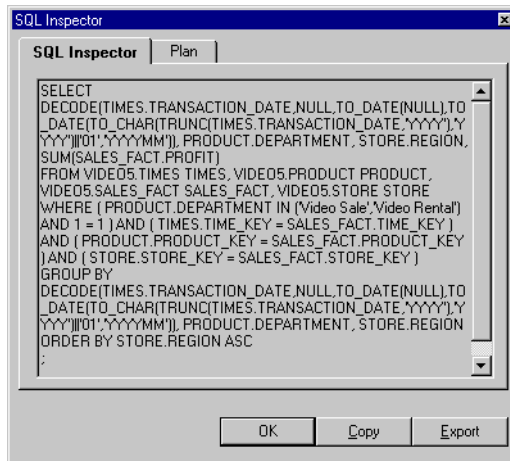 SQL Inspector
SQL Inspector
Plan
SELECT
DECODE(TIMES.TRANSACTION_DATE,NULL,TO_DATE(NULL),TO
_DATE(TO_CHAR(TRUNC(TIMES.TRANSACTION_DATE,'YYYY'),'Y
YYY')||'01','YYYYMM')), PRODUCT.DEPARTMENT, STORE.REGION,
SUM(SALES_FACT.PROFIT)
FROM VIDEO5.TIMES TIMES, VIDEO5.PRODUCT PRODUCT,
VIDEO5.SALES_FACT SALES_FACT, VIDEO5.STORE STORE
WHERE ( PRODUCT.DEPARTMENT IN ('Video Sale','Video Rental')
AND 1 = 1 ) AND ( TIMES.TIME_KEY = SALES_FACT.TIME_KEY )
AND ( PRODUCT.PRODUCT_KEY = SALES_FACT.PRODUCT_KEY
) AND ( STORE.STORE_KEY = SALES_FACT.STORE_KEY )
GROUP BY
DECODE(TIMES.TRANSACTION_DATE,NULL,TO_DATE(NULL),TO
_DATE(TO_CHAR(TRUNC(TIMES.TRANSACTION_DATE,'YYYY'),'Y
YYY')||'01','YYYYMM')), PRODUCT.DEPARTMENT, STORE.REGION
ORDER BY STORE.REGION ASC
;
OK
Copy
Export